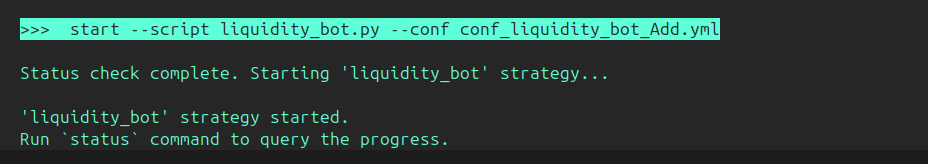 >>>  start --script liquidity_bot.py --conf conf_liquidity_bot_Add.yml
Status check complete. Starting 'liquidity_bot' strategy...
'liquidity_bot' strategy started.
Run `status` command to query the progress.